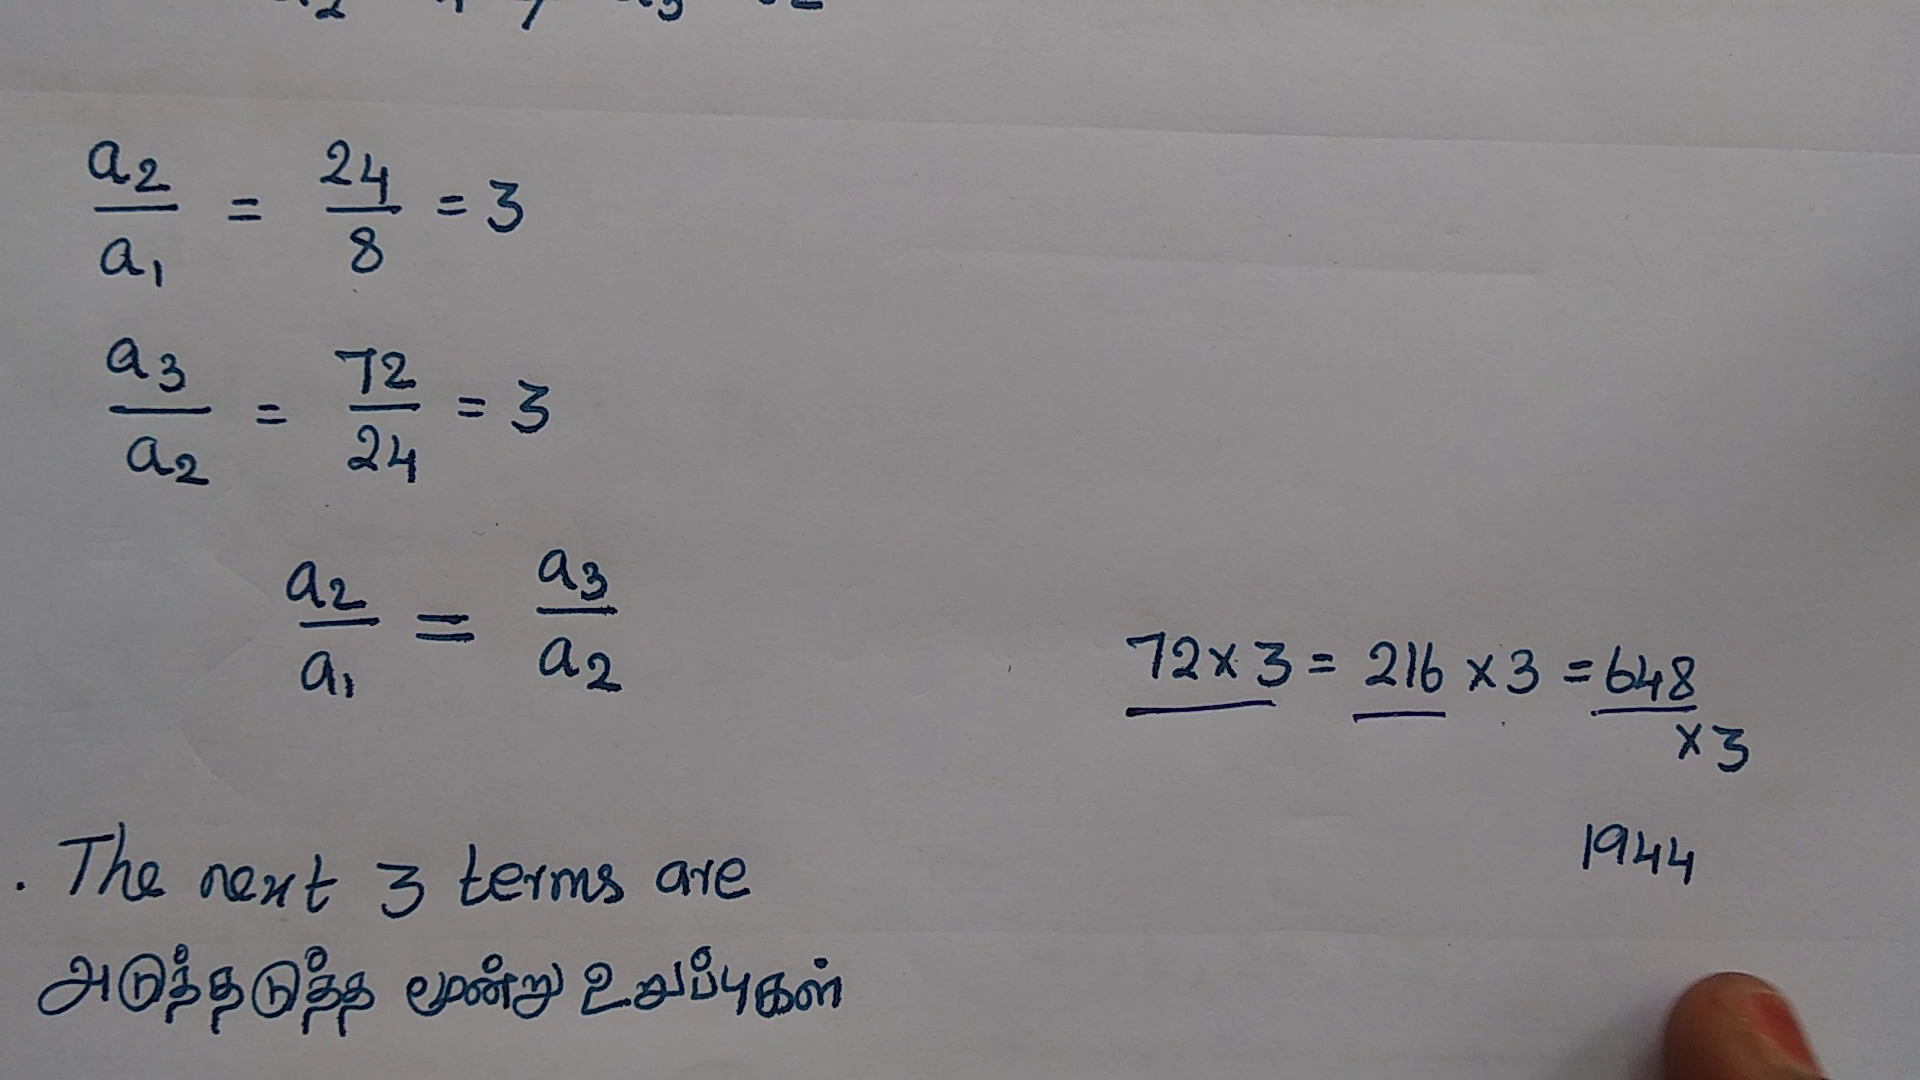 a2/a1 = 24/8 = 3
a3/a2 = 72/24 = 3
a2/a1 = a3/a2
72 x 3 = 216 x 3 = 648
x 3
1944
. The next 3 terms are
அடுத்தடுத்த மூன்று உறுப்புகள்